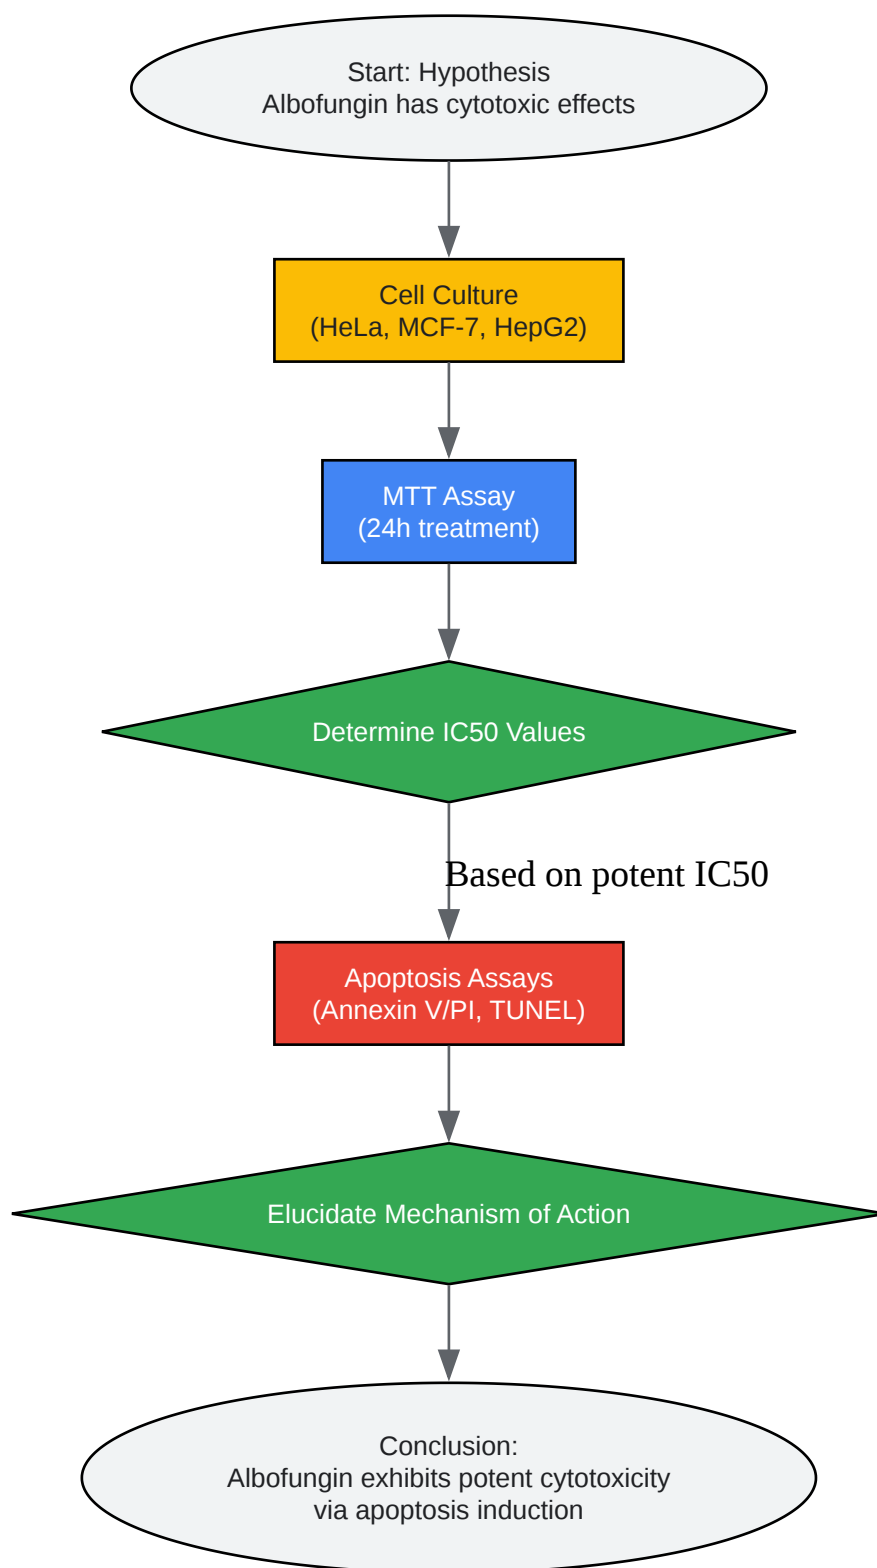 Start: Hypothesis
Albofungin has cytotoxic effects
Cell Culture
(HeLa, MCF-7, HepG2)
MTT Assay
(24h treatment)
Determine IC50 Values
Based on potent IC50
Apoptosis Assays
(Annexin V/PI, TUNEL)
Elucidate Mechanism of Action
Conclusion:
Albofungin exhibits potent cytotoxicity
via apoptosis induction